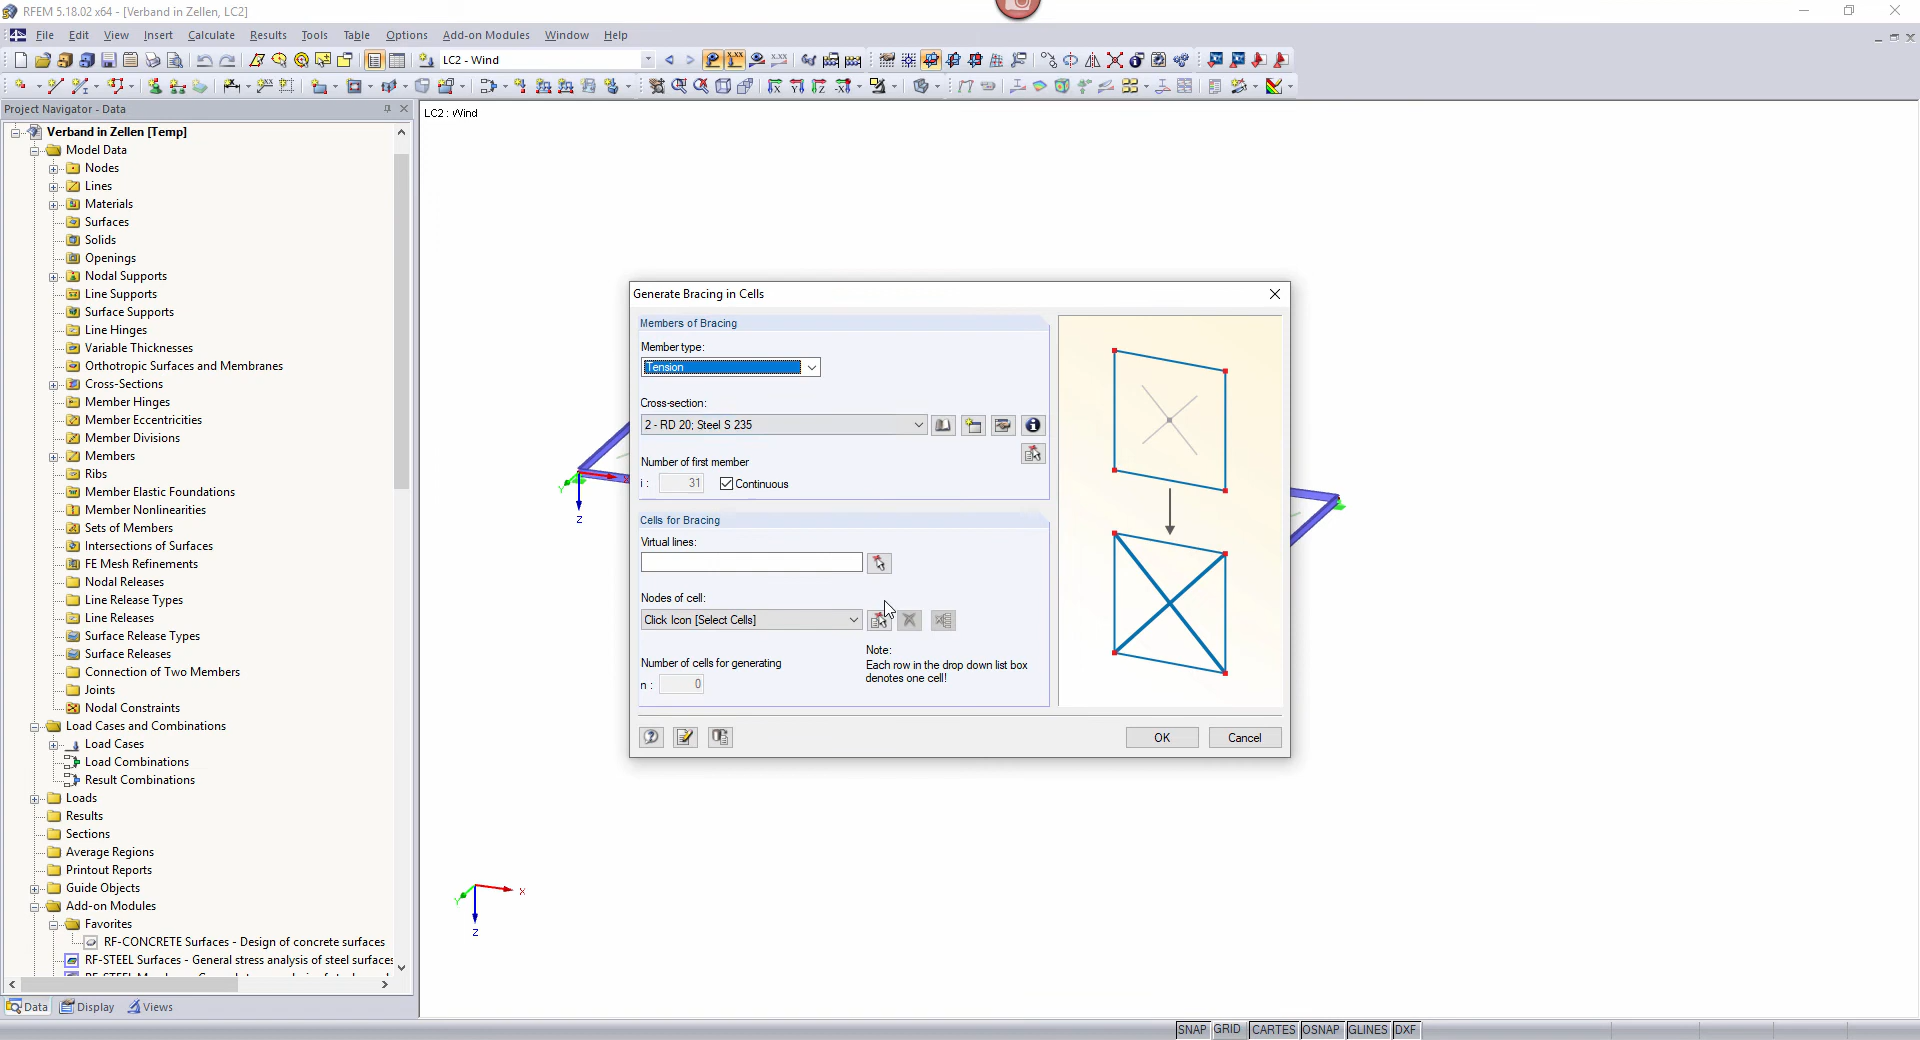 RFEM 5.18.02 x64 - [Verband in Zellen, LC2]
File Edit View Insert Calculate Results Tools Table Options Add-on Modules Window Help
LC2 - Wind
Project Navigator - Data
LC2 : Wind
Verband in Zellen [Temp]
Model Data
Nodes
Lines
Materials
Surfaces
Solids
Openings
Nodal Supports
Line Supports
Surface Supports
Line Hinges
Variable Thicknesses
Orthotropic Surfaces and Membranes
Cross-Sections
Member Hinges
Member Eccentricities
Member Divisions
Members
Ribs
Member Elastic Foundations
Member Nonlinearities
Sets of Members
Intersections of Surfaces
FE Mesh Refinements
Nodal Releases
Line Release Types
Line Releases
Surface Release Types
Surface Releases
Connection of Two Members
Joints
Nodal Constraints
Load Cases and Combinations
Load Cases
Load Combinations
Result Combinations
Loads
Results
Sections
Average Regions
Printout Reports
Guide Objects
Add-on Modules
Favorites
RF-CONCRETE Surfaces - Design of concrete surfaces
RF-STEEL Surfaces - General stress analysis of steel surfaces
Data Display Views
Generate Bracing in Cells
Members of Bracing
Member type:
Tension
Cross-section:
2 - RD 20; Steel S 235
Number of first member
i : 31 Continuous
Cells for Bracing
Virtual lines:
Nodes of cell:
Click Icon [Select Cells]
Number of cells for generating
n : 0
Note:
Each row in the drop down list box
denotes one cell!
OK Cancel
Y
Z
X
Y
Z
SNAP GRID CARTES OSNAP GLINES DXF